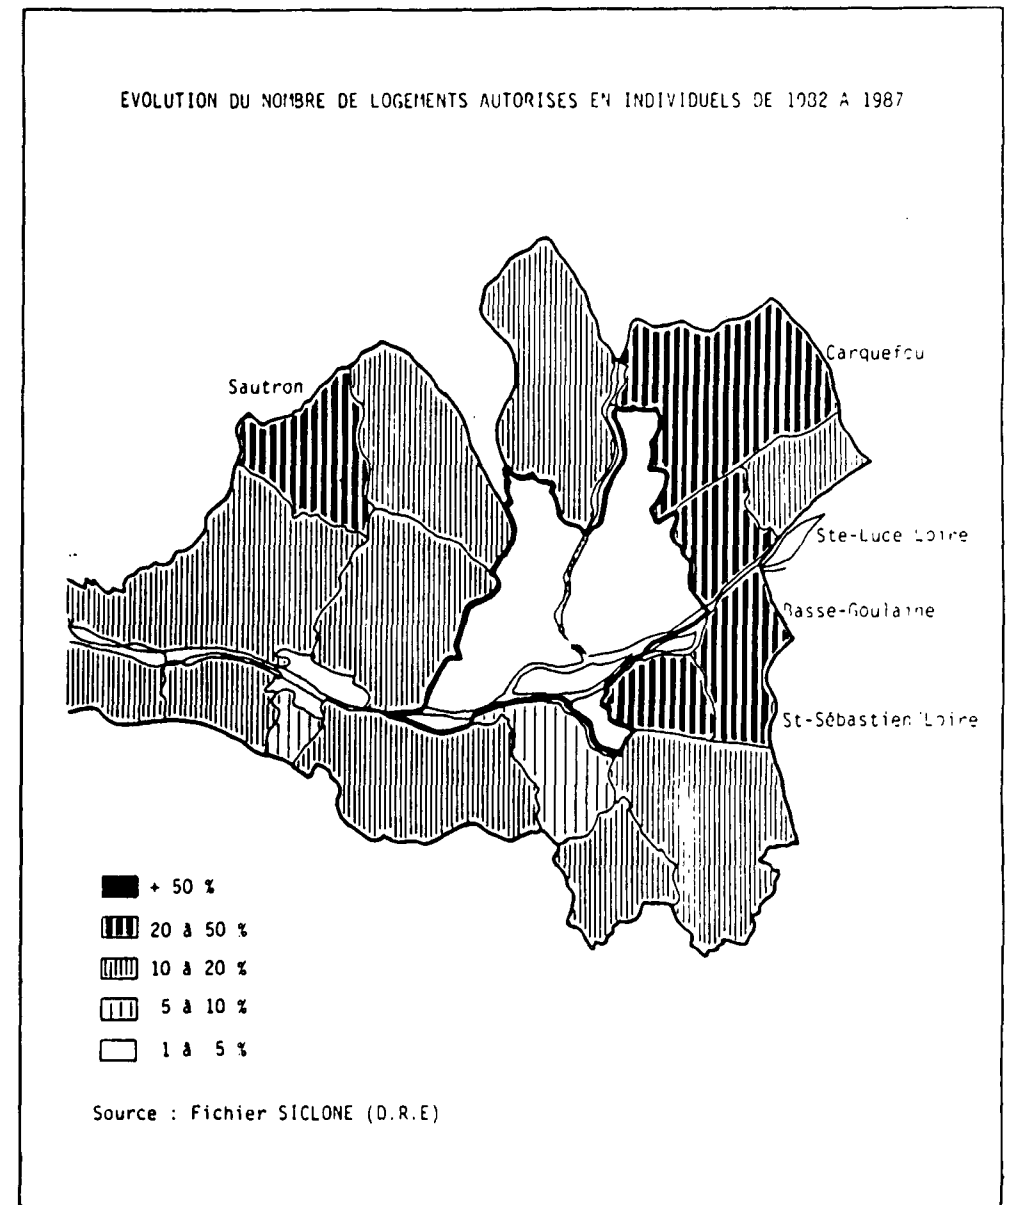 EVOLUTION DU NOMBRE DE LOGEMENTS AUTORISES EN INDIVIDUELS DE 1982 A 1987
Carquefou
Sautron
Ste-Luce Loire
Basse-Goulaine
St-Sébastien Loire
+ 50 %
20 à 50 %
10 à 20 %
5 à 10 %
1 à 5 %
Source : Fichier SICLONE (D.R.E)